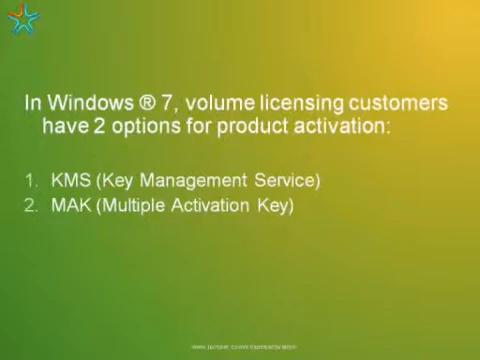 In Windows ® 7, volume licensing customers
have 2 options for product activation:
1. KMS (Key Management Service)
2. MAK (Multiple Activation Key)